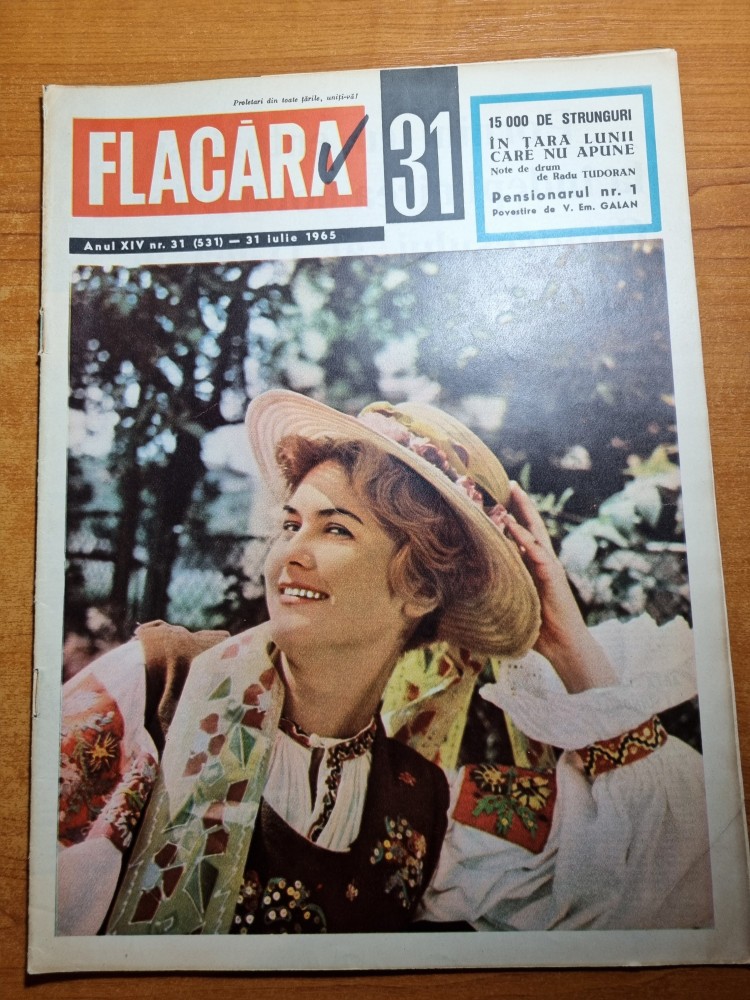 Proletari din toate țările, uniți-vă!
FLACĂRA
31
Anul XIV nr. 31 (531) — 31 iulie 1965
15 000 DE STRUNGURI
ÎN ȚARA LUNII
CARE NU APUNE
Note de drum
de Radu TUDORAN
Pensionarul nr. 1
Povestire de V. Em. GALAN